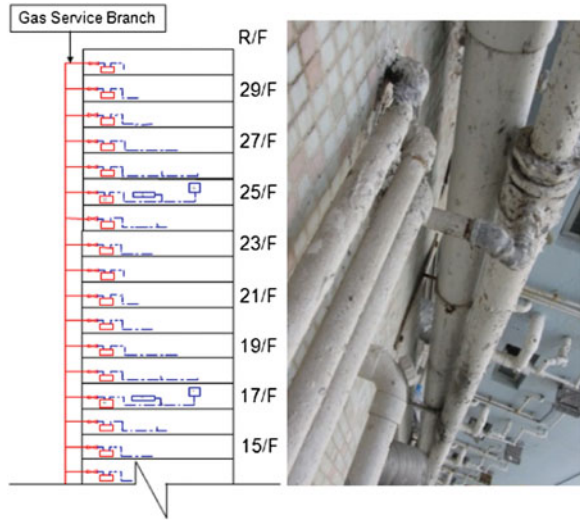 Gas Service Branch
R/F
29/F
27/F
25/F
23/F
21/F
19/F
17/F
15/F